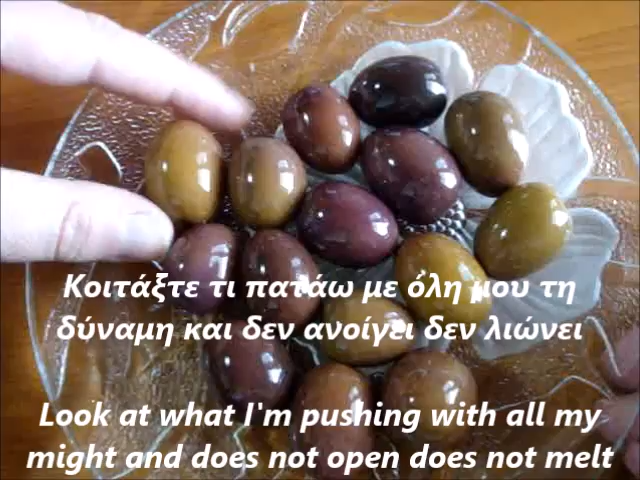 Κοιτάξτε τι πατάω με όλη μου τη
δύναμη και δεν ανοίγει δεν λιώνει
Look at what I'm pushing with all my
might and does not open does not melt